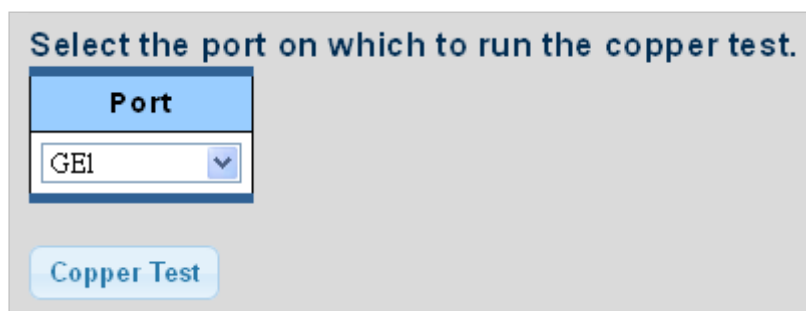 Select the port on which to run the copper test.
Port
GE1
Copper Test